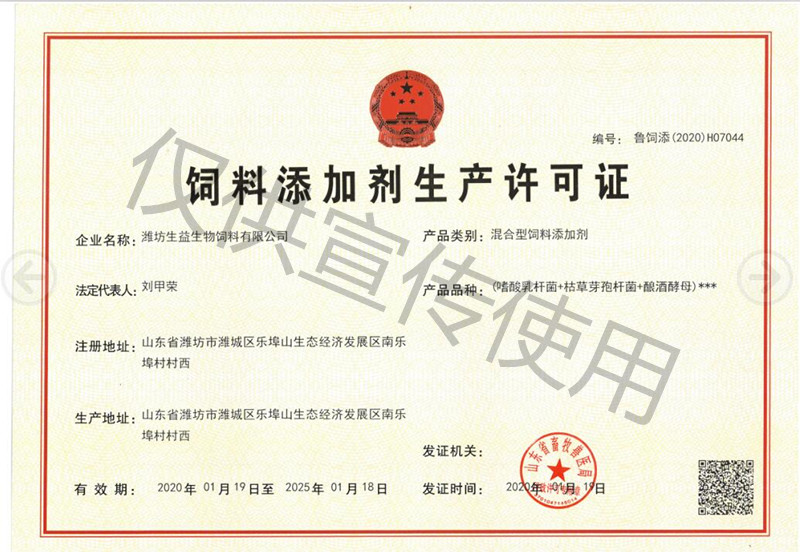 编号： 鲁饲添(2020)H07044
饲料添加剂生产许可证
企业名称：潍坊生益生物饲料有限公司
产品类别：混合型饲料添加剂
法定代表人：刘甲荣
产品品种：(嗜酸乳杆菌+枯草芽孢杆菌+酿酒酵母)***
注册地址：山东省潍坊市潍城区乐埠山生态经济发展区南乐
埠村村西
生产地址：山东省潍坊市潍城区乐埠山生态经济发展区南乐
埠村村西
发证机关：
山东省畜牧兽医局
有效期：2020年 01月19日至 2025年 01月18日
发证时间：2020年 01月 19日
仅供宣传使用